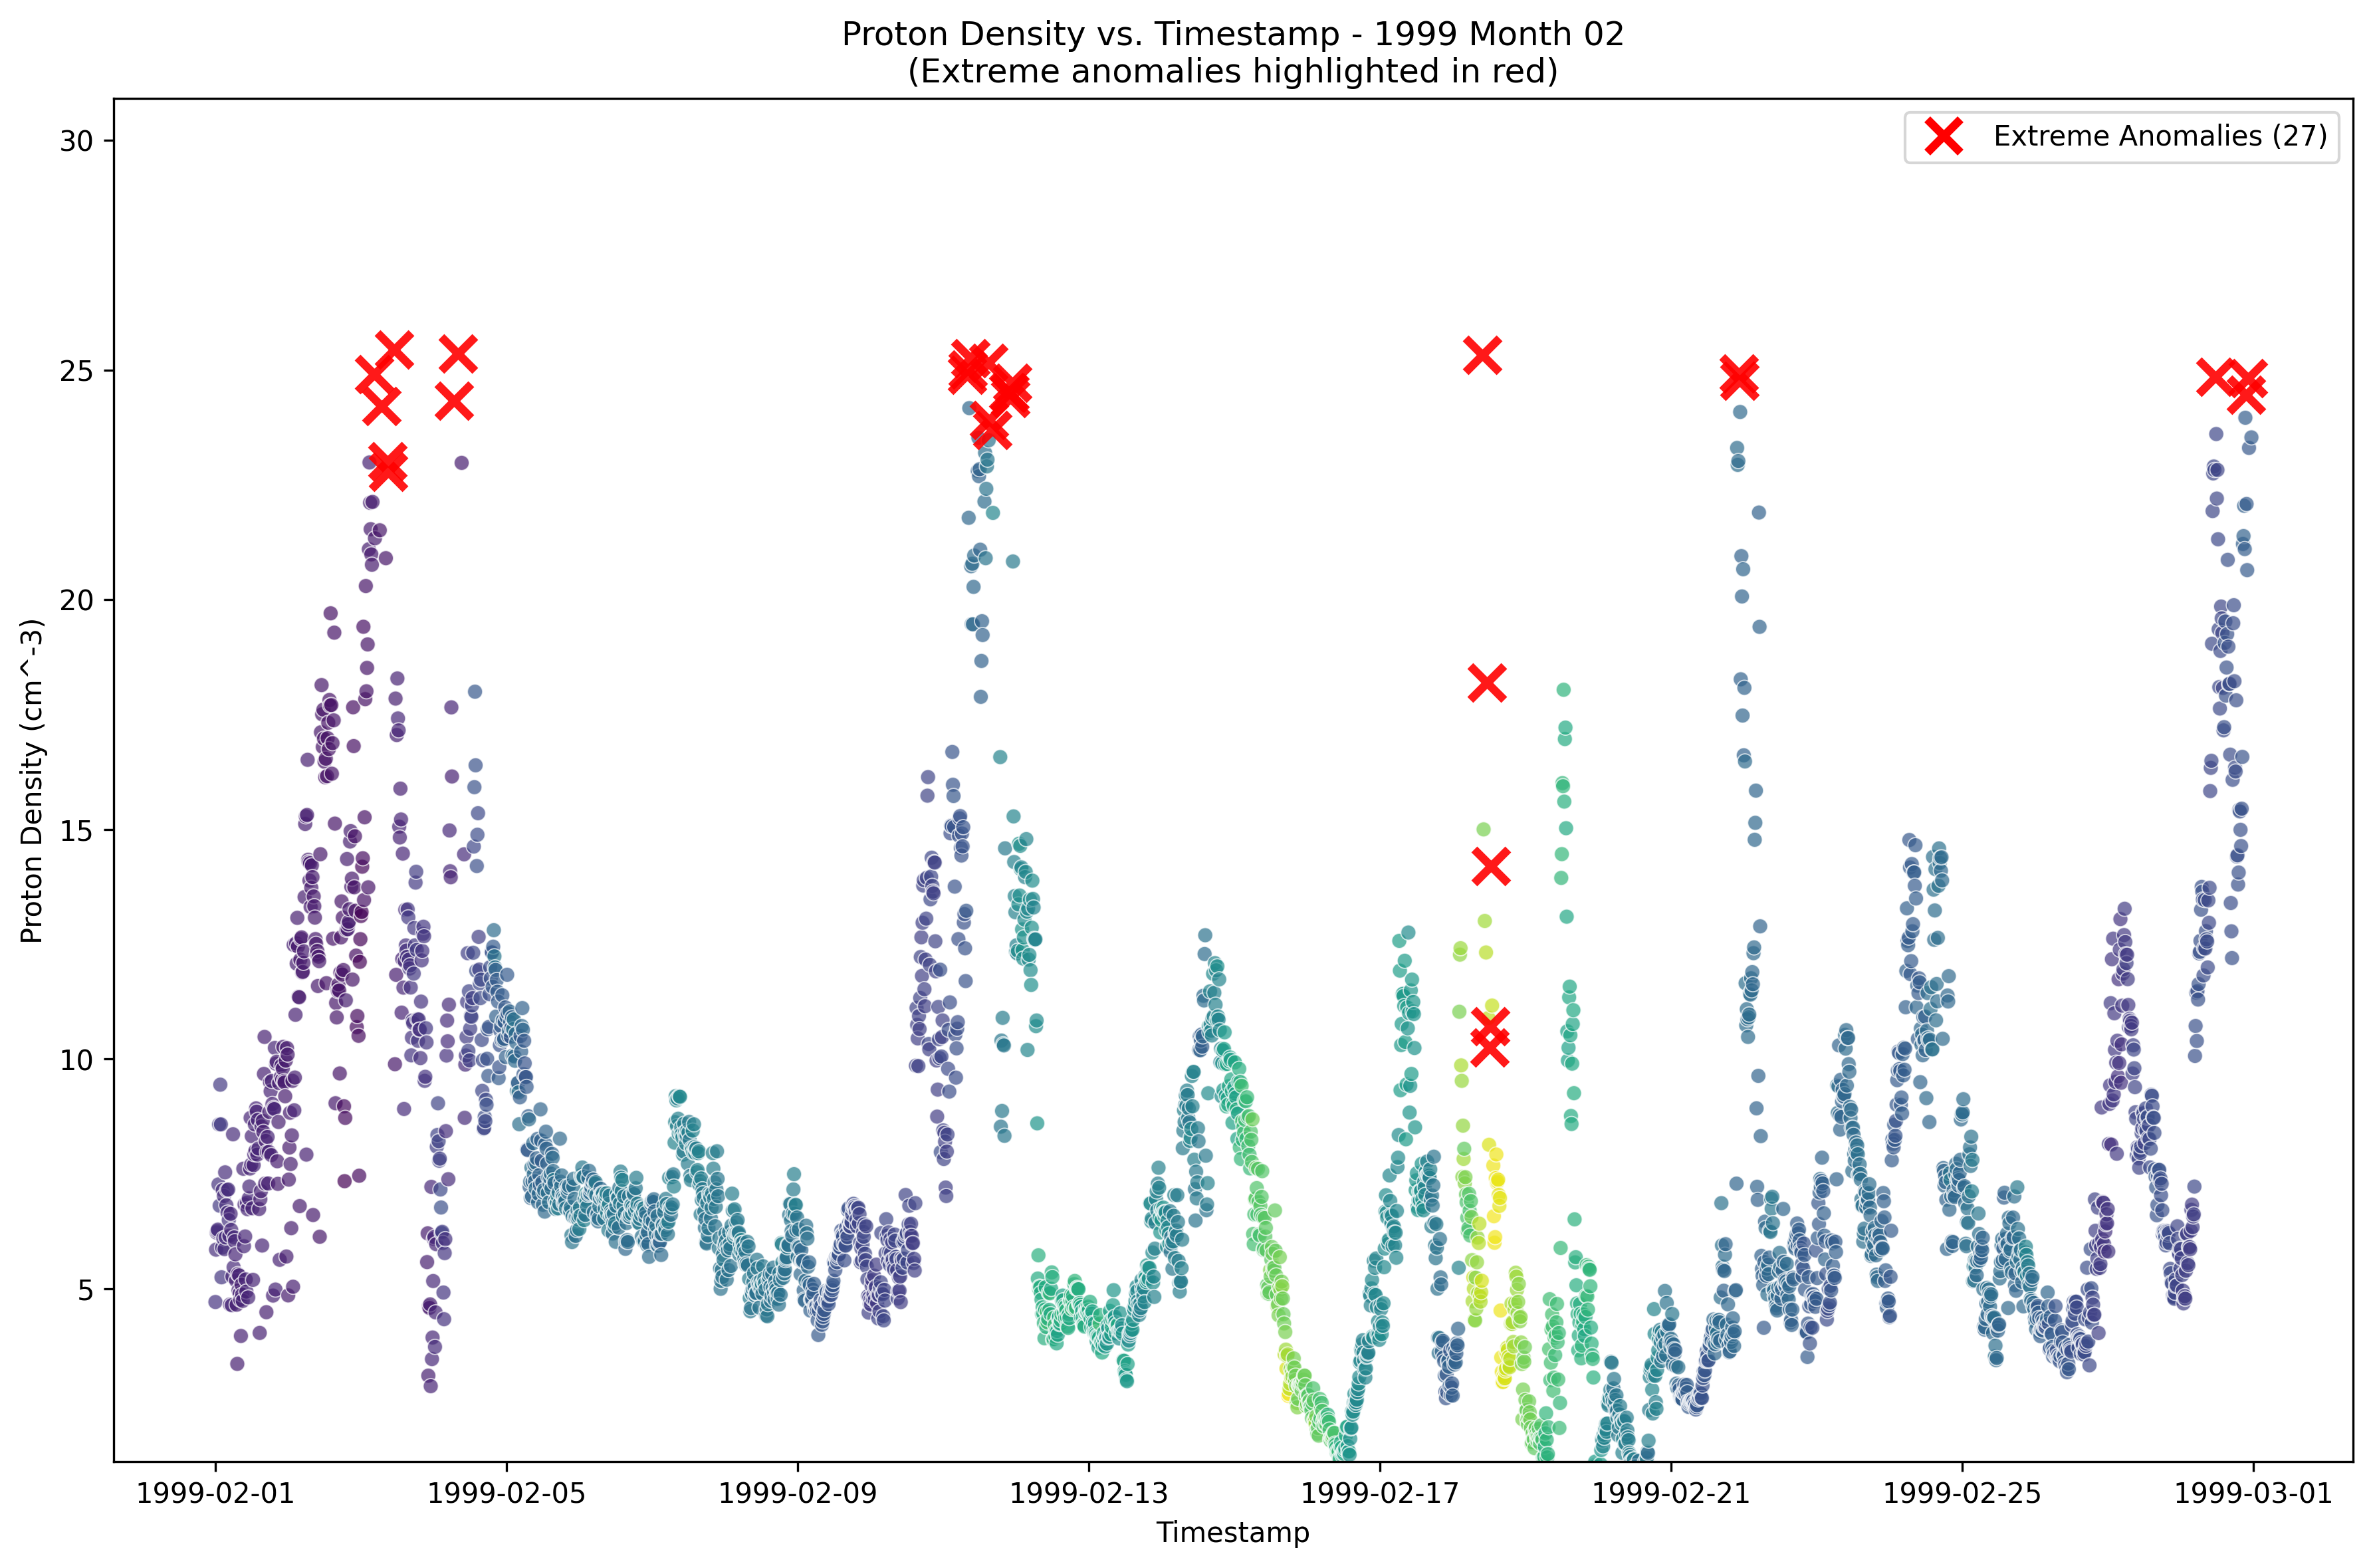 Proton Density vs. Timestamp - 1999 Month 02
(Extreme anomalies highlighted in red)
Extreme Anomalies (27)
Proton Density (cm^-3)
30
25
20
15
10
5
1999-02-01
1999-02-05
1999-02-09
1999-02-13
1999-02-17
1999-02-21
1999-02-25
1999-03-01
Timestamp